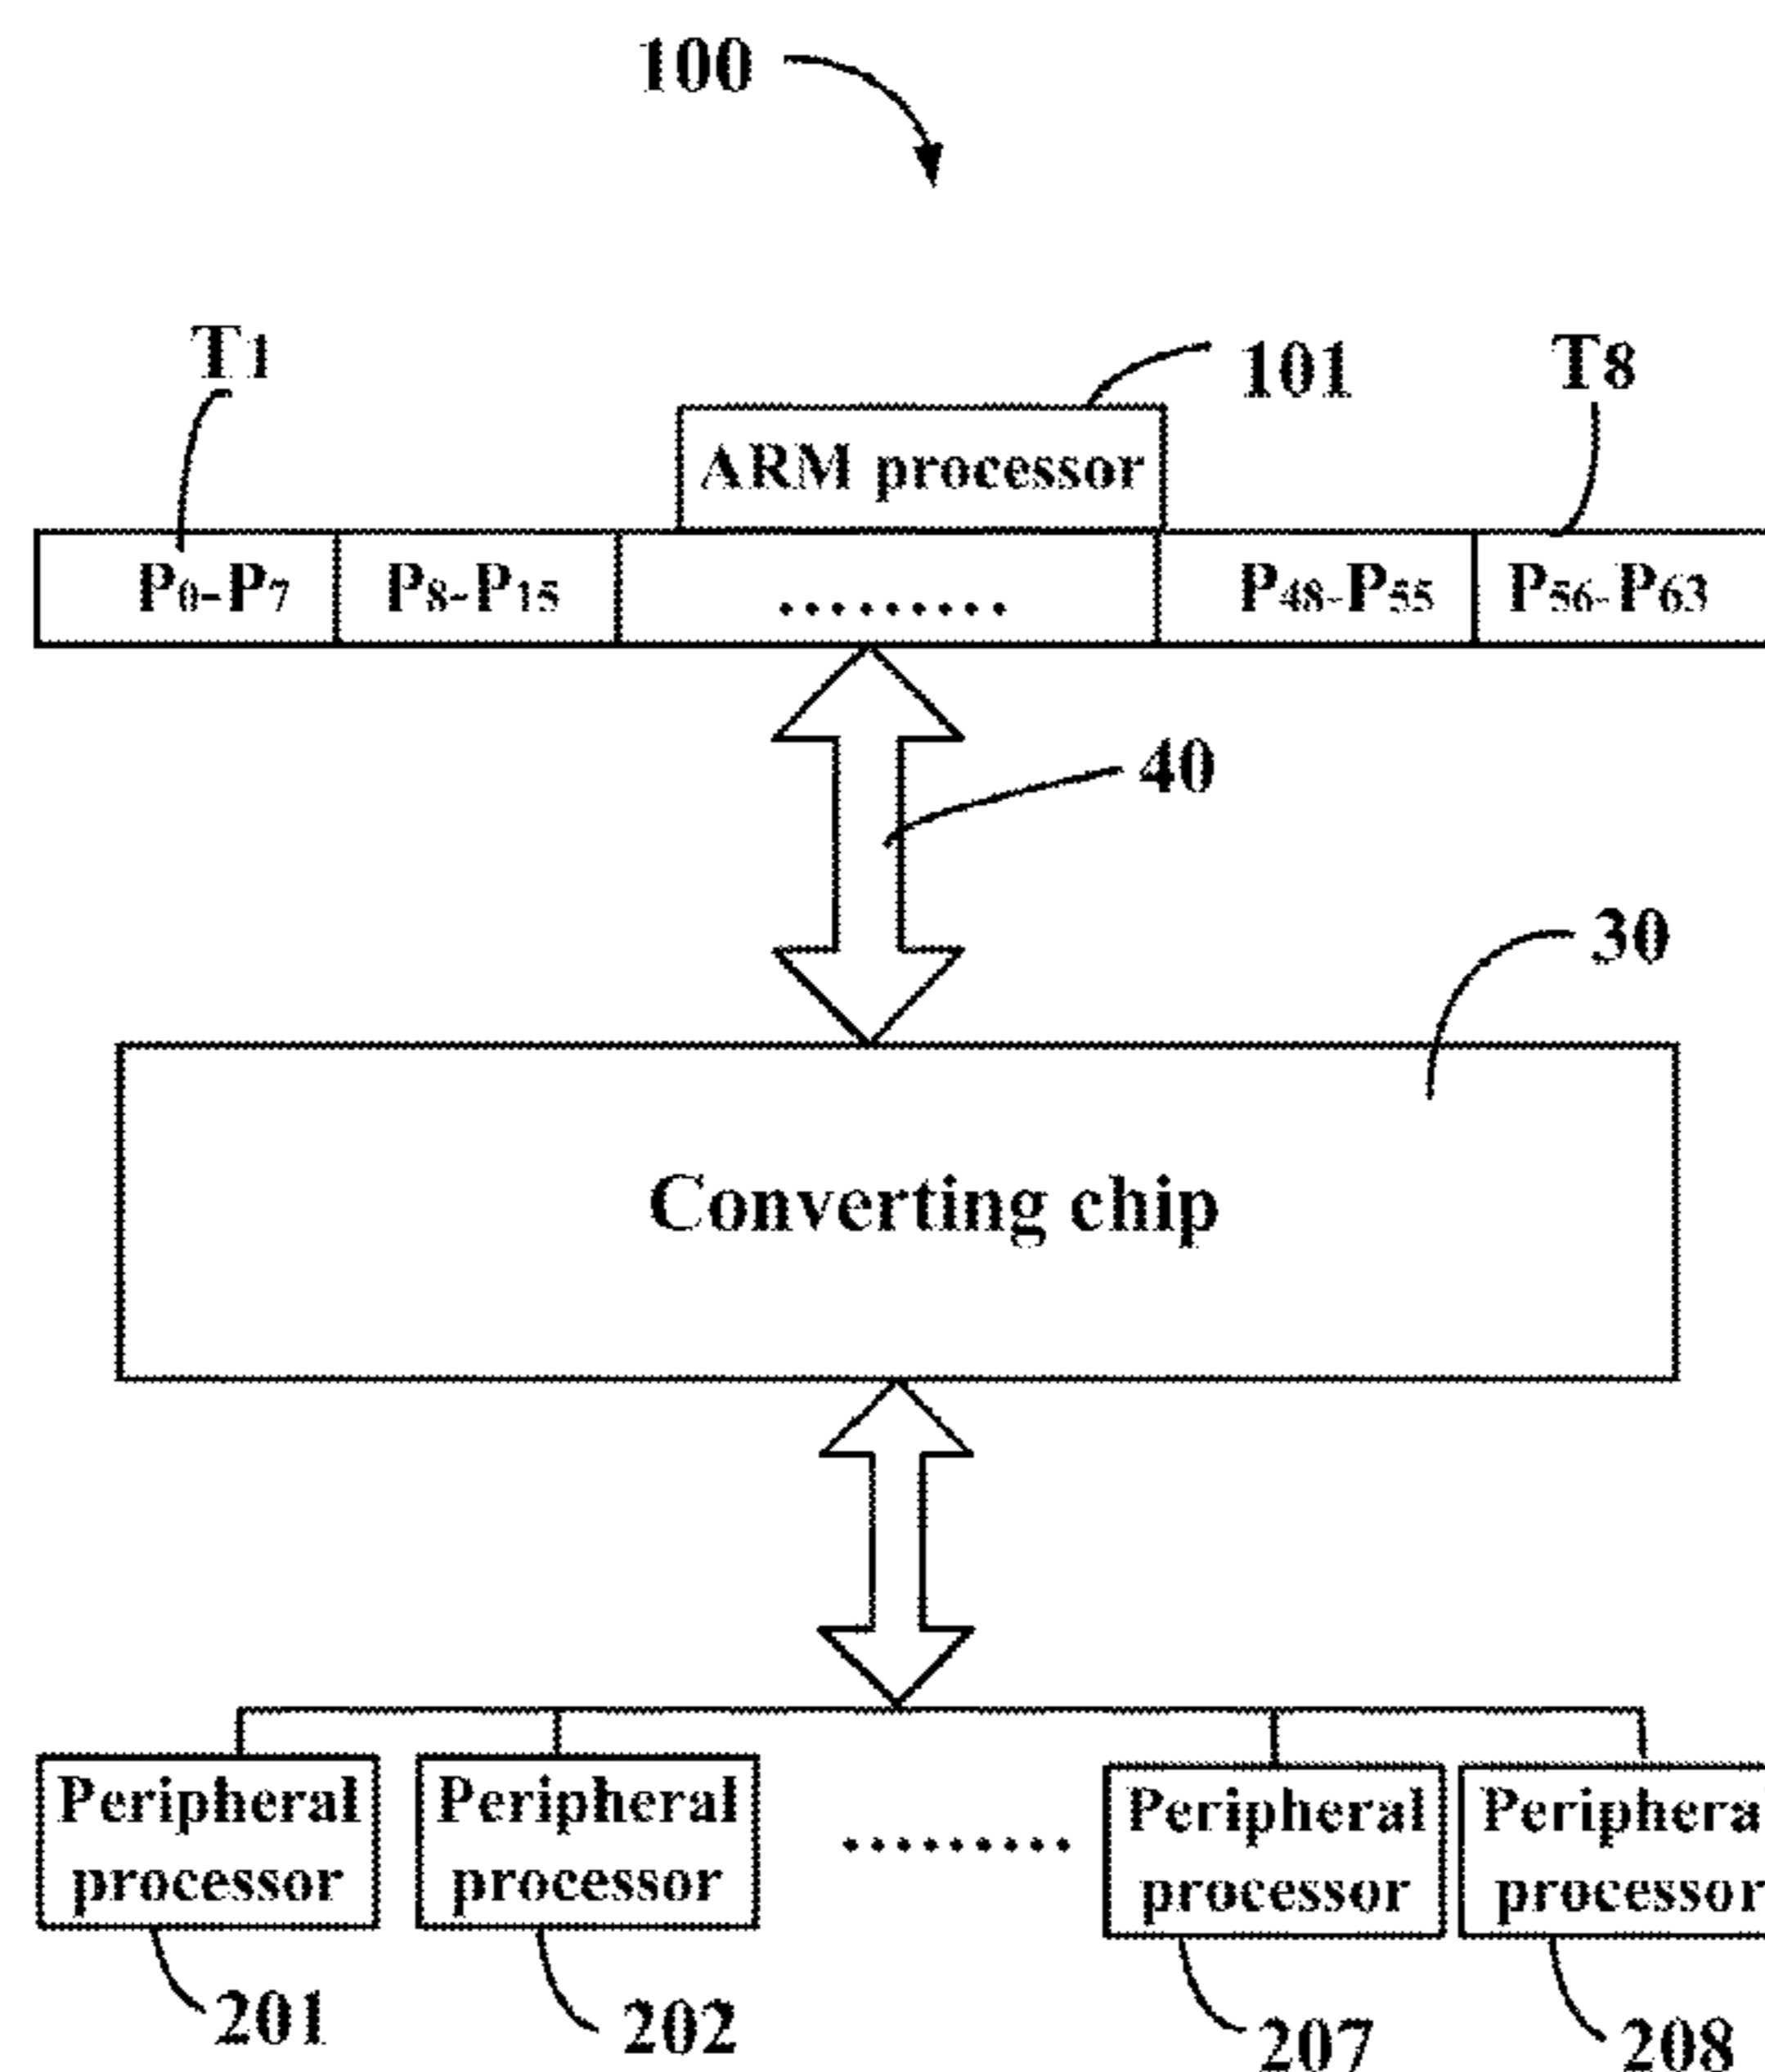 100
T1
101
T8
ARM processor
P0-P7 P8-P15 ......... P48-P55 P56-P63
40
30
Converting chip
Peripheral processor
Peripheral processor
.........
Peripheral processor
Periphera processor
201
202
207
208